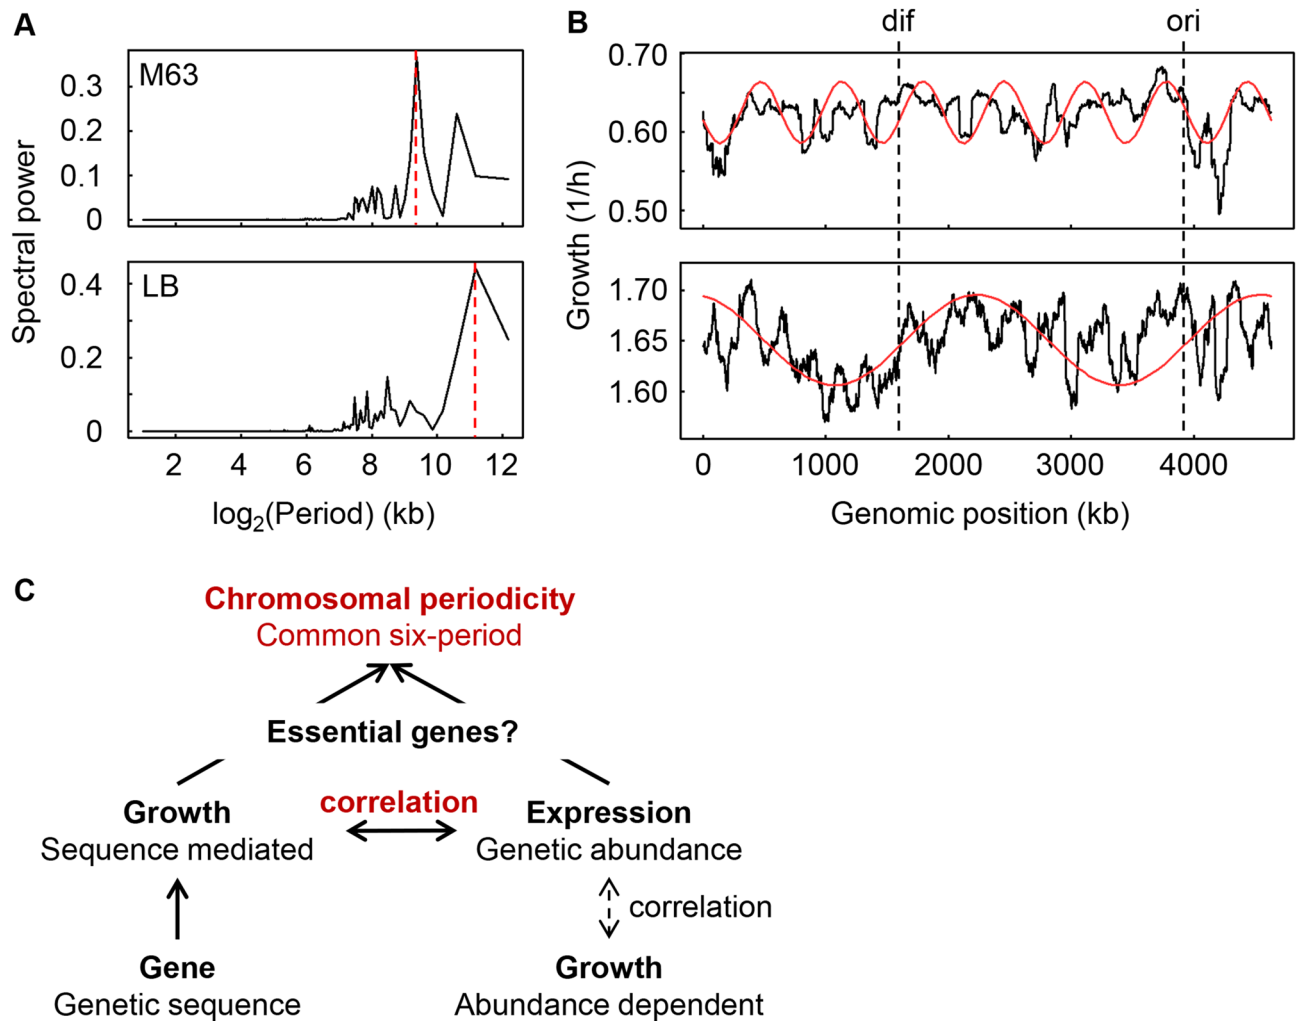 A
M63
0.3
0.2
0.1
0
LB
0.4
0.2
0
Spectral power
2 4 6 8 10 12
log2(Period) (kb)
B
dif ori
0.70
0.60
0.50
1.70
1.65
1.60
Growth (1/h)
0 1000 2000 3000 4000
Genomic position (kb)
C
Chromosomal periodicity
Common six-period
Essential genes?
Growth
Sequence mediated
correlation
Expression
Genetic abundance
correlation
Gene
Genetic sequence
Growth
Abundance dependent